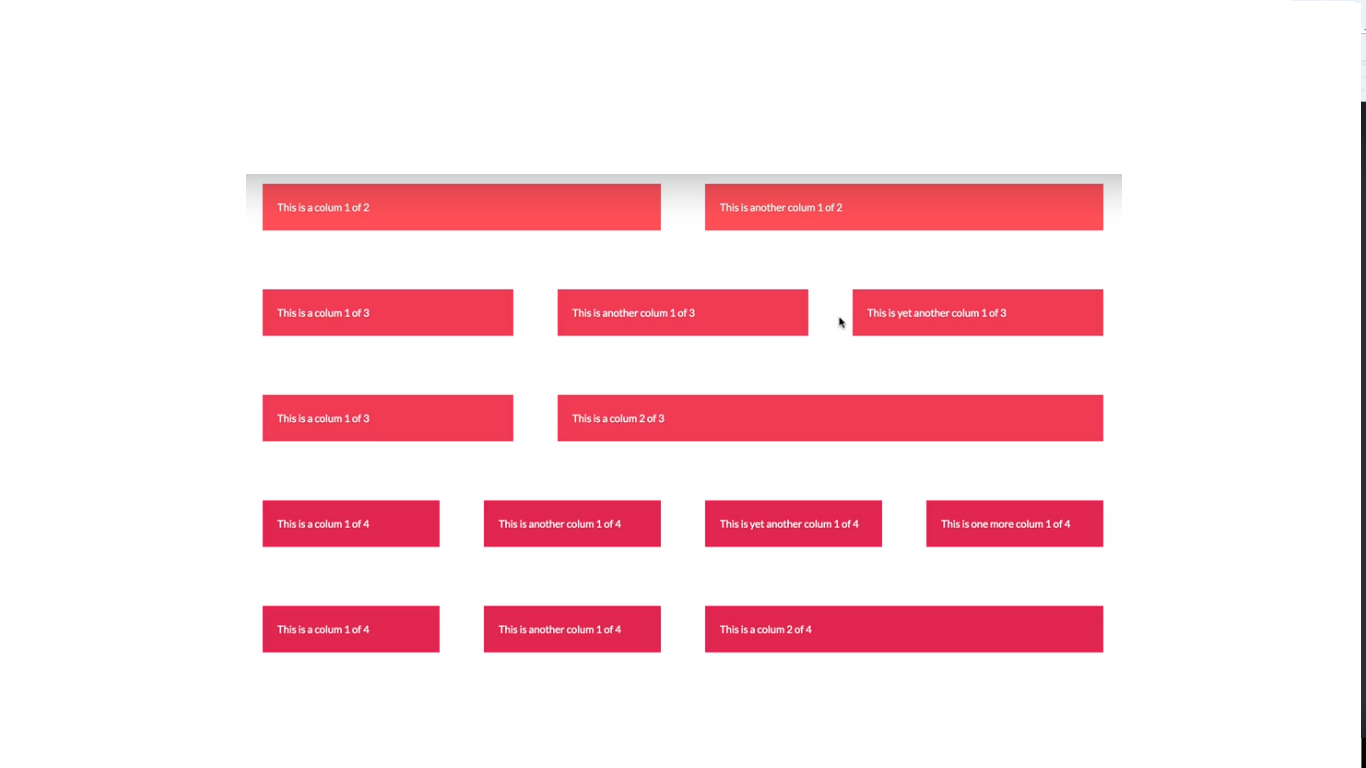 This is a colum 1 of 2
This is another colum 1 of 2
This is a colum 1 of 3
This is another colum 1 of 3
This is yet another colum 1 of 3
This is a colum 1 of 3
This is a colum 2 of 3
This is a colum 1 of 4
This is another colum 1 of 4
This is yet another colum 1 of 4
This is one more colum 1 of 4
This is a colum 1 of 4
This is another colum 1 of 4
This is a colum 2 of 4